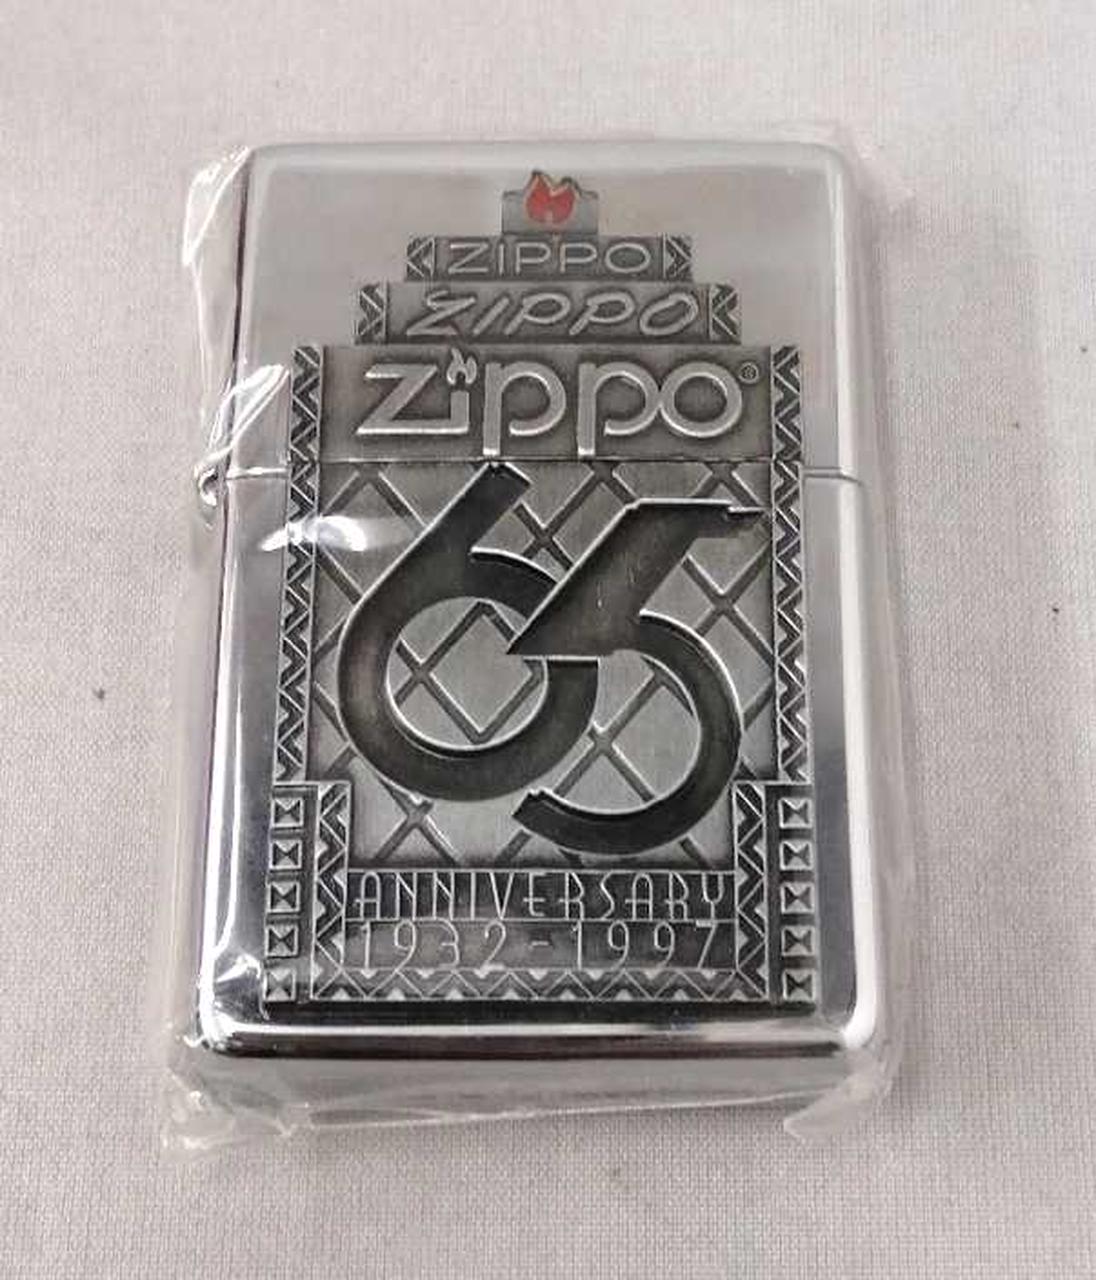 ZIPPO
ZIPPO
Zippo®
65
ANNIVERSARY
1932-1997